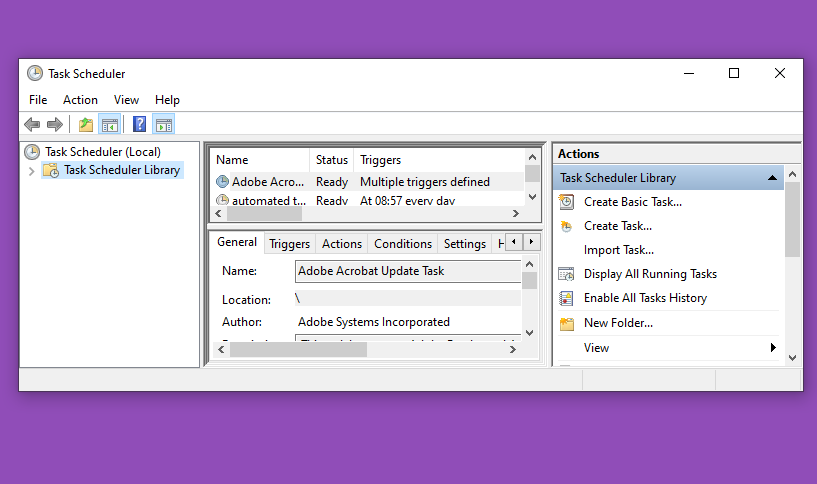 Task Scheduler
File Action View Help
Task Scheduler (Local)
Task Scheduler Library
Name Status Triggers
Adobe Acro... Ready Multiple triggers defined
automated t... Ready At 08:57 every day
General Triggers Actions Conditions Settings H
Name: Adobe Acrobat Update Task
Location: \
Author: Adobe Systems Incorporated
Actions
Task Scheduler Library
Create Basic Task...
Create Task...
Import Task...
Display All Running Tasks
Enable All Tasks History
New Folder...
View